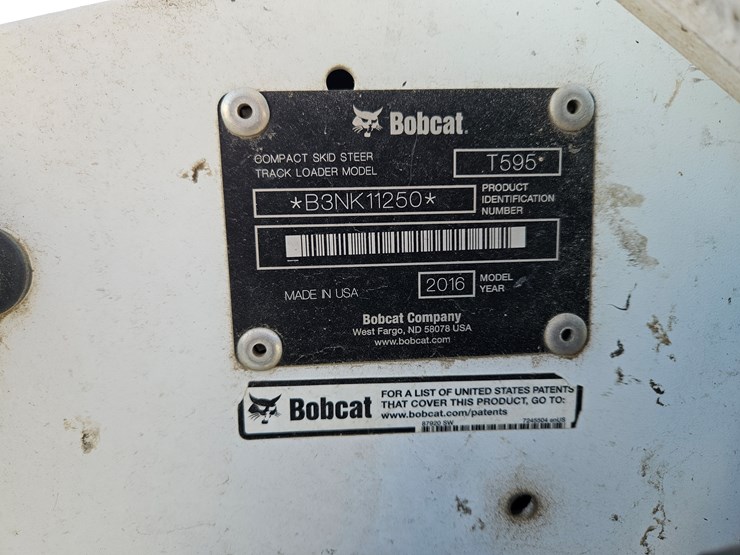 Bobcat.
COMPACT SKID STEER
TRACK LOADER MODEL
T595
*B3NK11250*
PRODUCT
IDENTIFICATION
NUMBER
MADE IN USA
2016
MODEL
YEAR
Bobcat Company
West Fargo, ND 58078 USA
www.bobcat.com
Bobcat
FOR A LIST OF UNITED STATES PATENTS
THAT COVER THIS PRODUCT, GO TO:
www.bobcat.com/patents
87920 SW